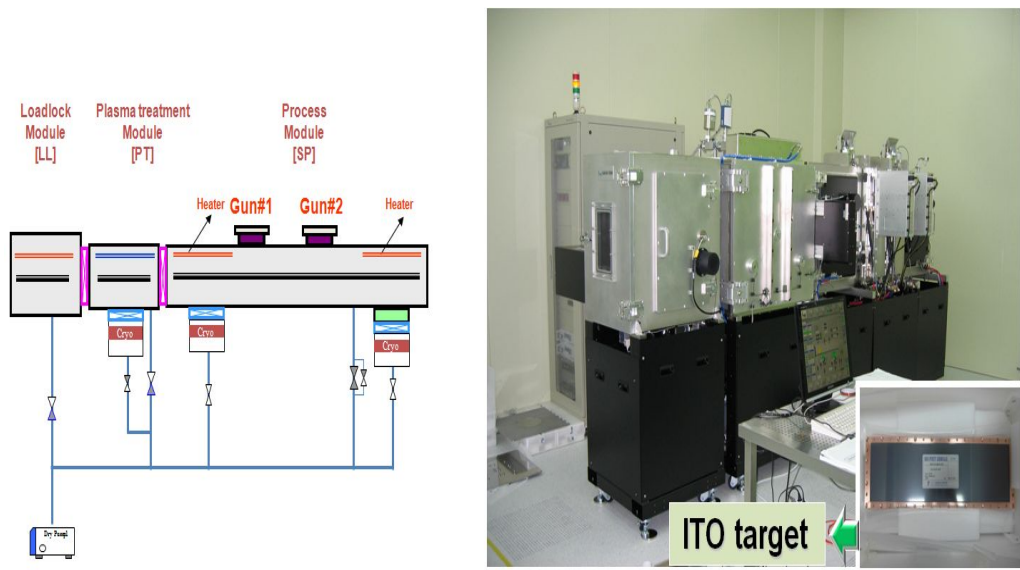 Loadlock
Module
[LL]
Plasma treatment
Module
[PT]
Process
Module
[SP]
Heater
Gun#1
Gun#2
Heater
Cryo
Cryo
Cryo
Dry Pump1
ITO target